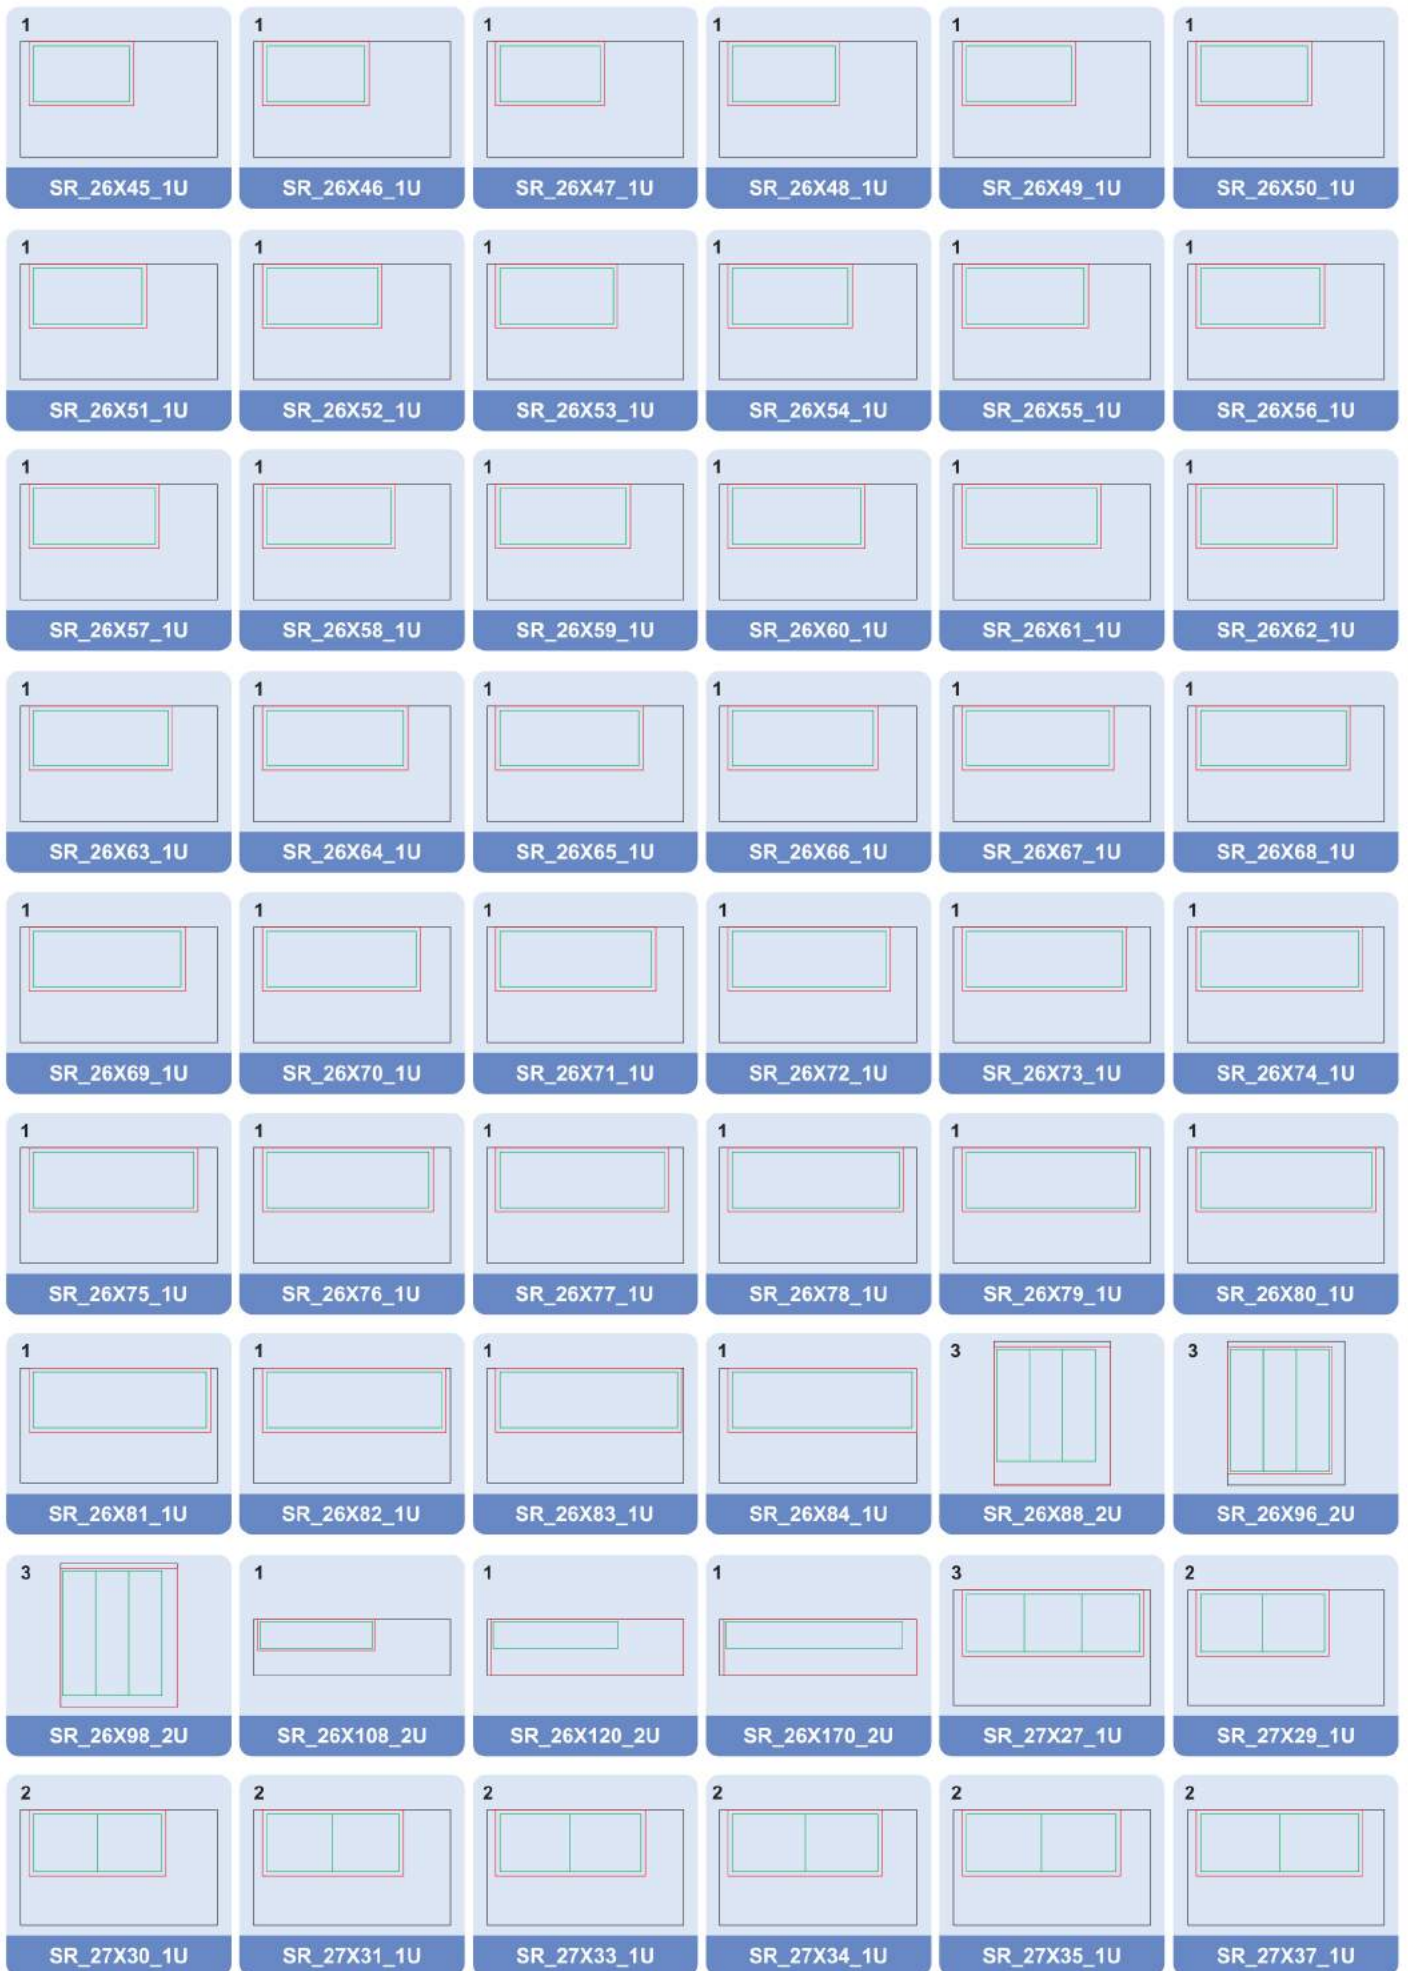 1 1 1 1 1 1
SR_26X45_1U SR_26X46_1U SR_26X47_1U SR_26X48_1U SR_26X49_1U SR_26X50_1U
1 1 1 1 1 1
SR_26X51_1U SR_26X52_1U SR_26X53_1U SR_26X54_1U SR_26X55_1U SR_26X56_1U
1 1 1 1 1 1
SR_26X57_1U SR_26X58_1U SR_26X59_1U SR_26X60_1U SR_26X61_1U SR_26X62_1U
1 1 1 1 1 1
SR_26X63_1U SR_26X64_1U SR_26X65_1U SR_26X66_1U SR_26X67_1U SR_26X68_1U
1 1 1 1 1 1
SR_26X69_1U SR_26X70_1U SR_26X71_1U SR_26X72_1U SR_26X73_1U SR_26X74_1U
1 1 1 1 1 1
SR_26X75_1U SR_26X76_1U SR_26X77_1U SR_26X78_1U SR_26X79_1U SR_26X80_1U
1 1 1 1 3 3
SR_26X81_1U SR_26X82_1U SR_26X83_1U SR_26X84_1U SR_26X88_2U SR_26X96_2U
3 1 1 1 3 2
SR_26X98_2U SR_26X108_2U SR_26X120_2U SR_26X170_2U SR_27X27_1U SR_27X29_1U
2 2 2 2 2 2
SR_27X30_1U SR_27X31_1U SR_27X33_1U SR_27X34_1U SR_27X35_1U SR_27X37_1U